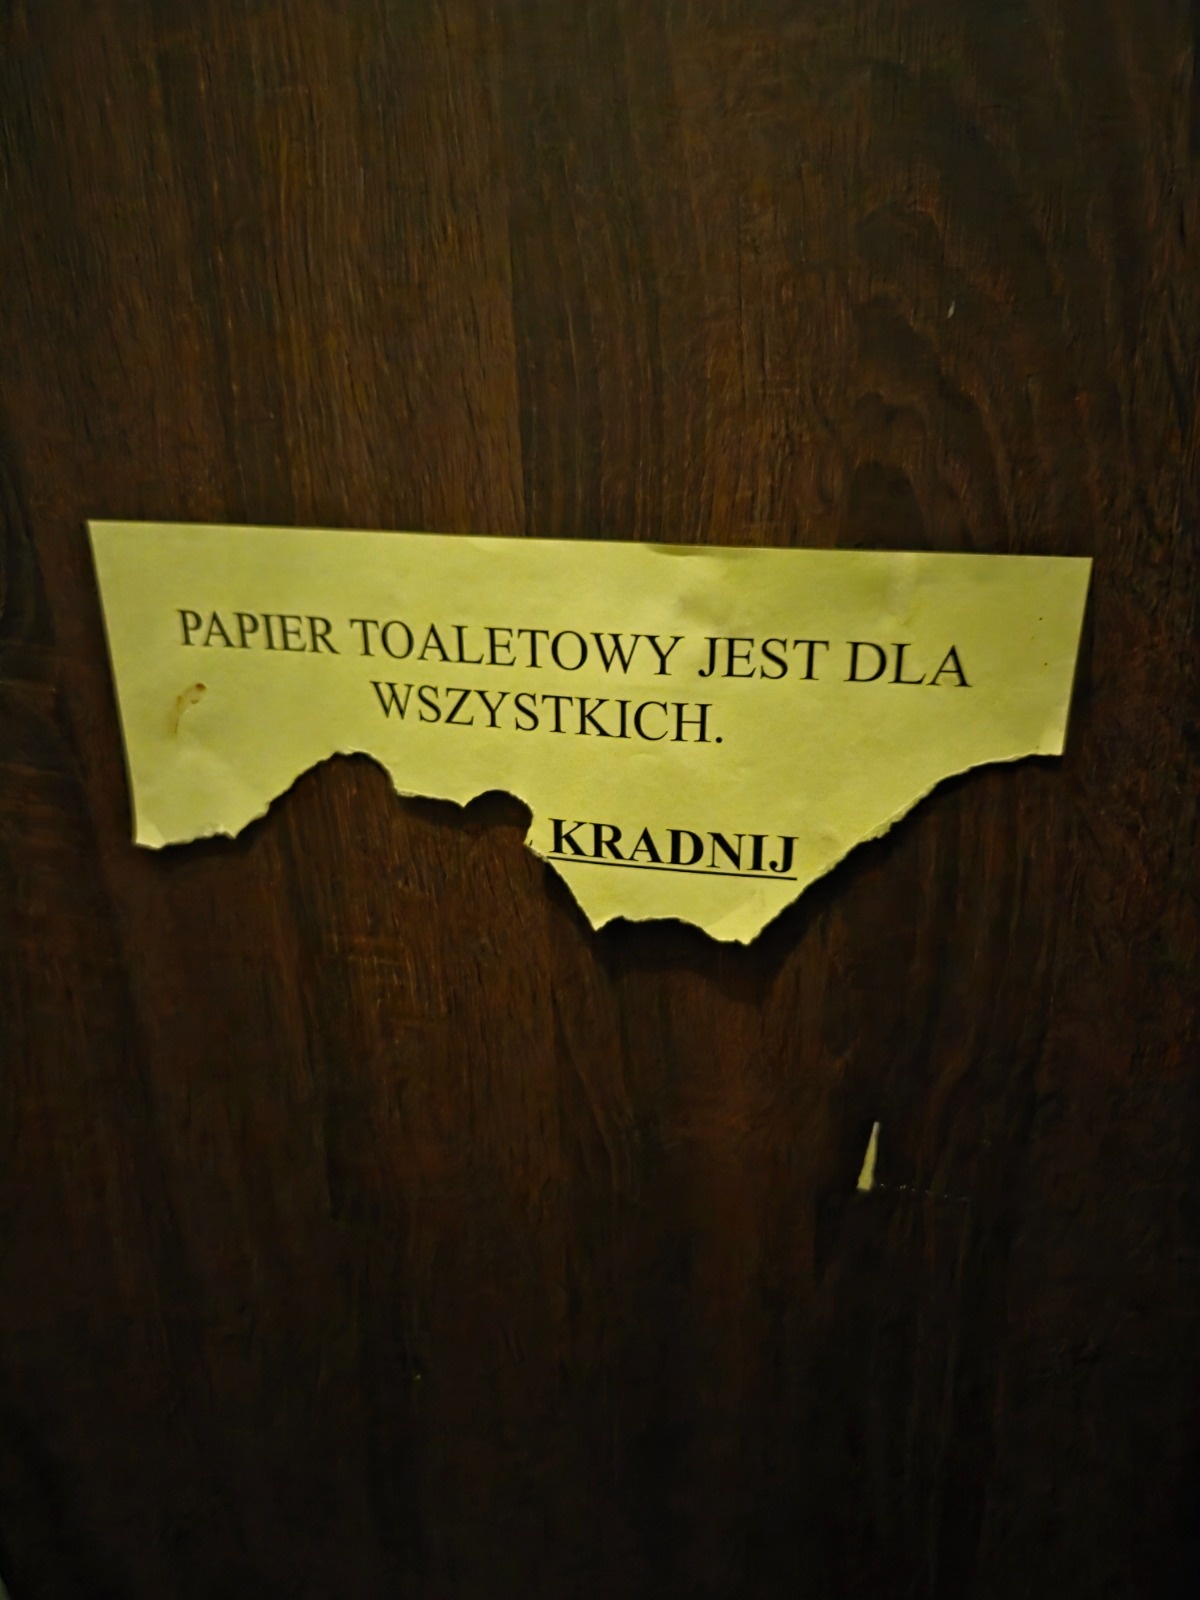 PAPIER TOALETOWY JEST DLA
WSZYSTKICH.
KRADNIJ